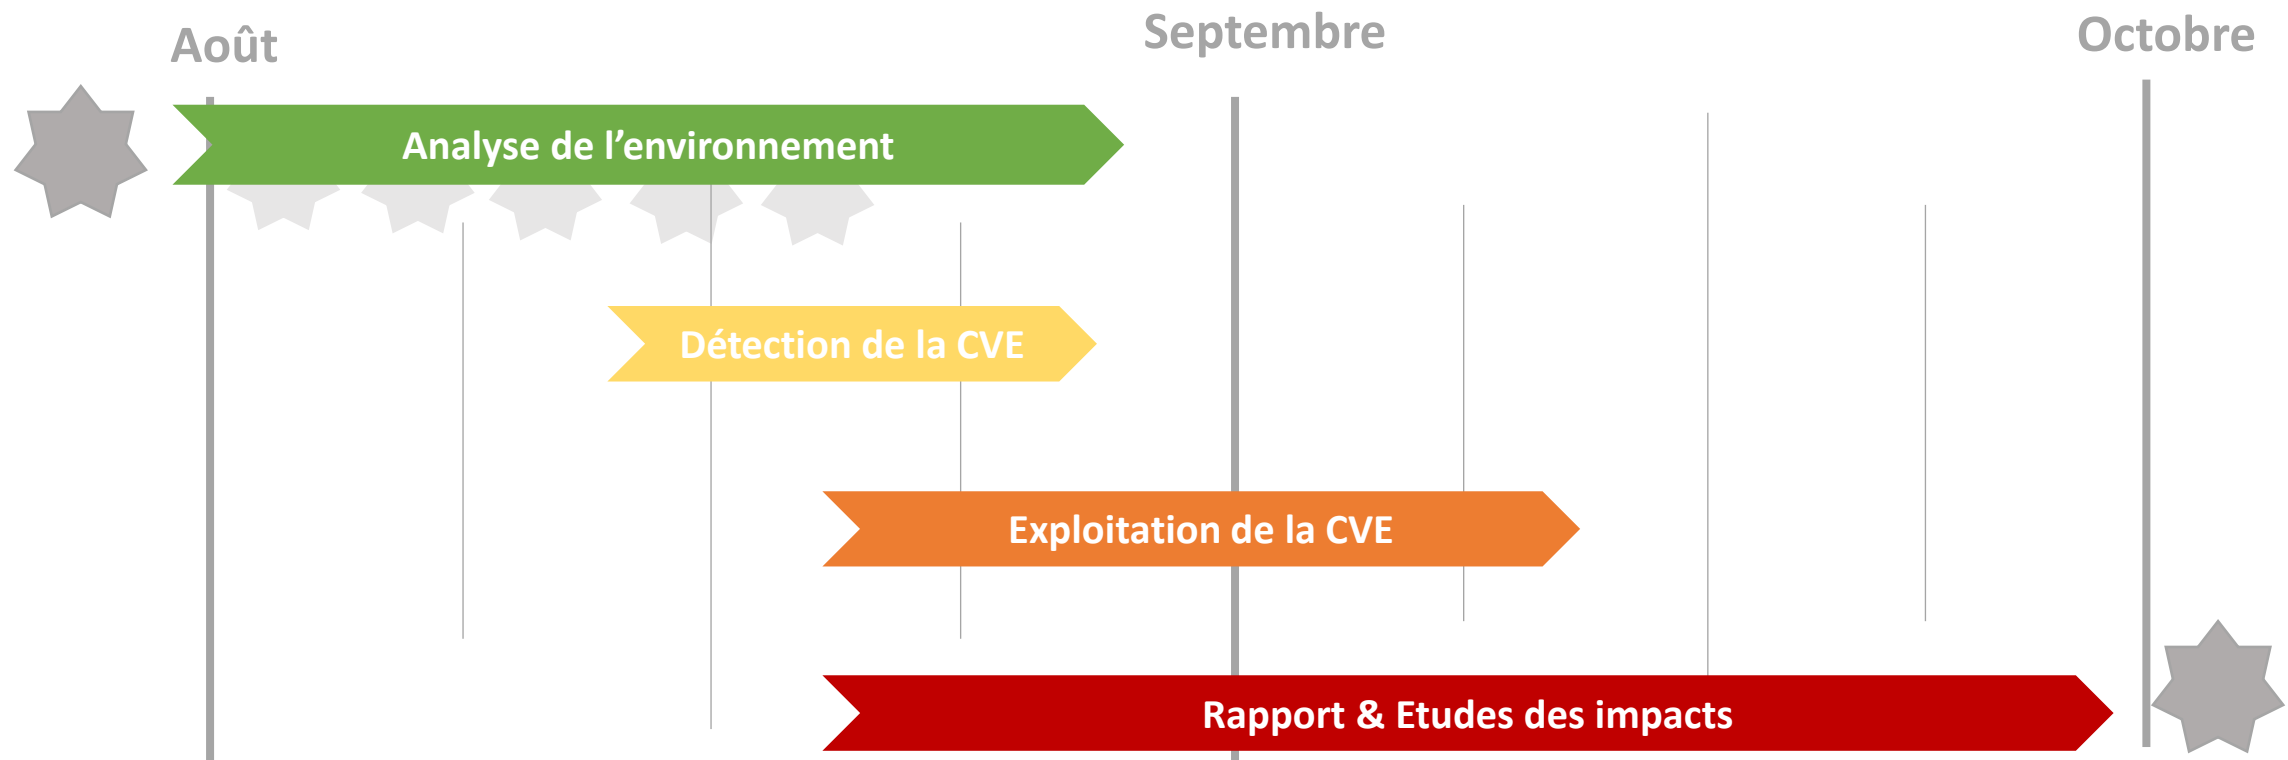 Août
Septembre
Octobre
Analyse de l’environnement
Détection de la CVE
Exploitation de la CVE
Rapport & Etudes des impacts